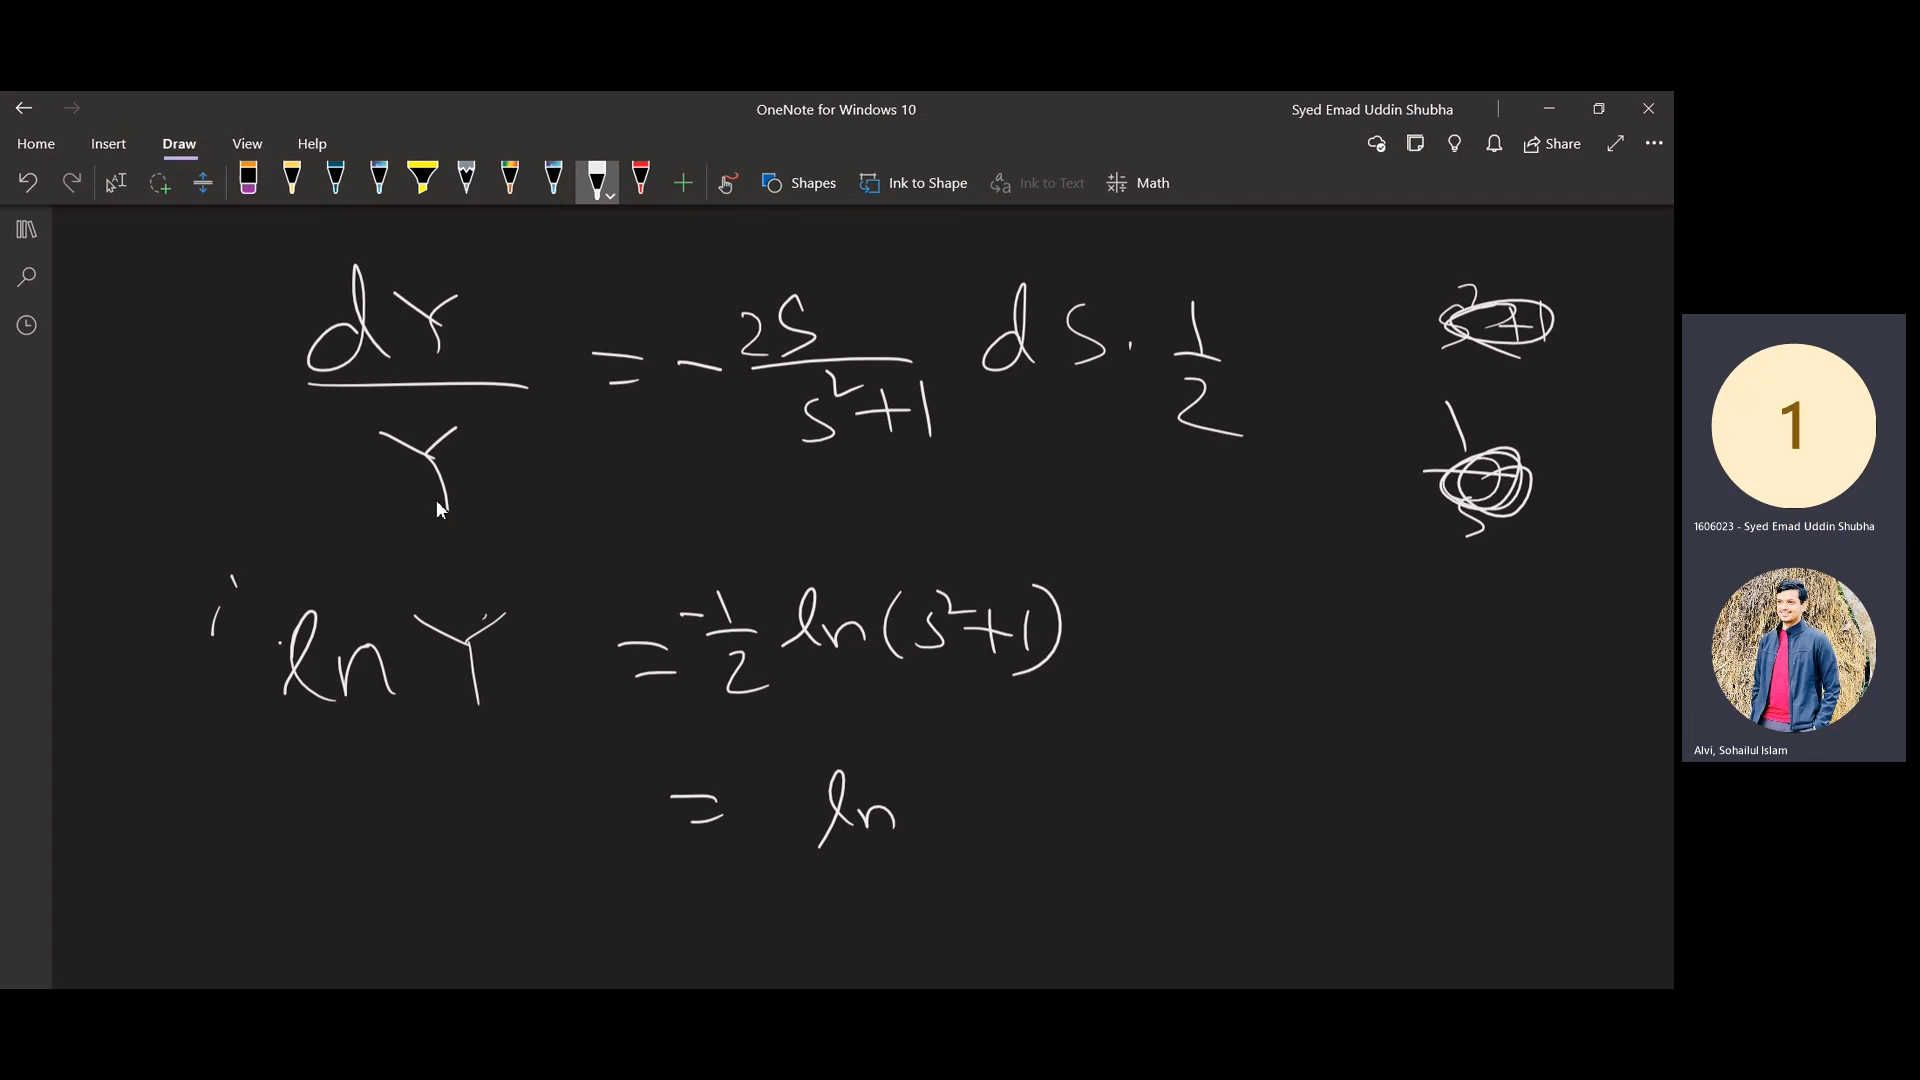 OneNote for Windows 10
Syed Emad Uddin Shubha
Home Insert Draw View Help
Share
Shapes Ink to Shape Ink to Text Math
dY/Y = - 2S/(s²+1) dS · 1/2
ln Y = -1/2 ln(s²+1)
= ln
1
1606023 - Syed Emad Uddin Shubha
Alvi, Sohailul Islam